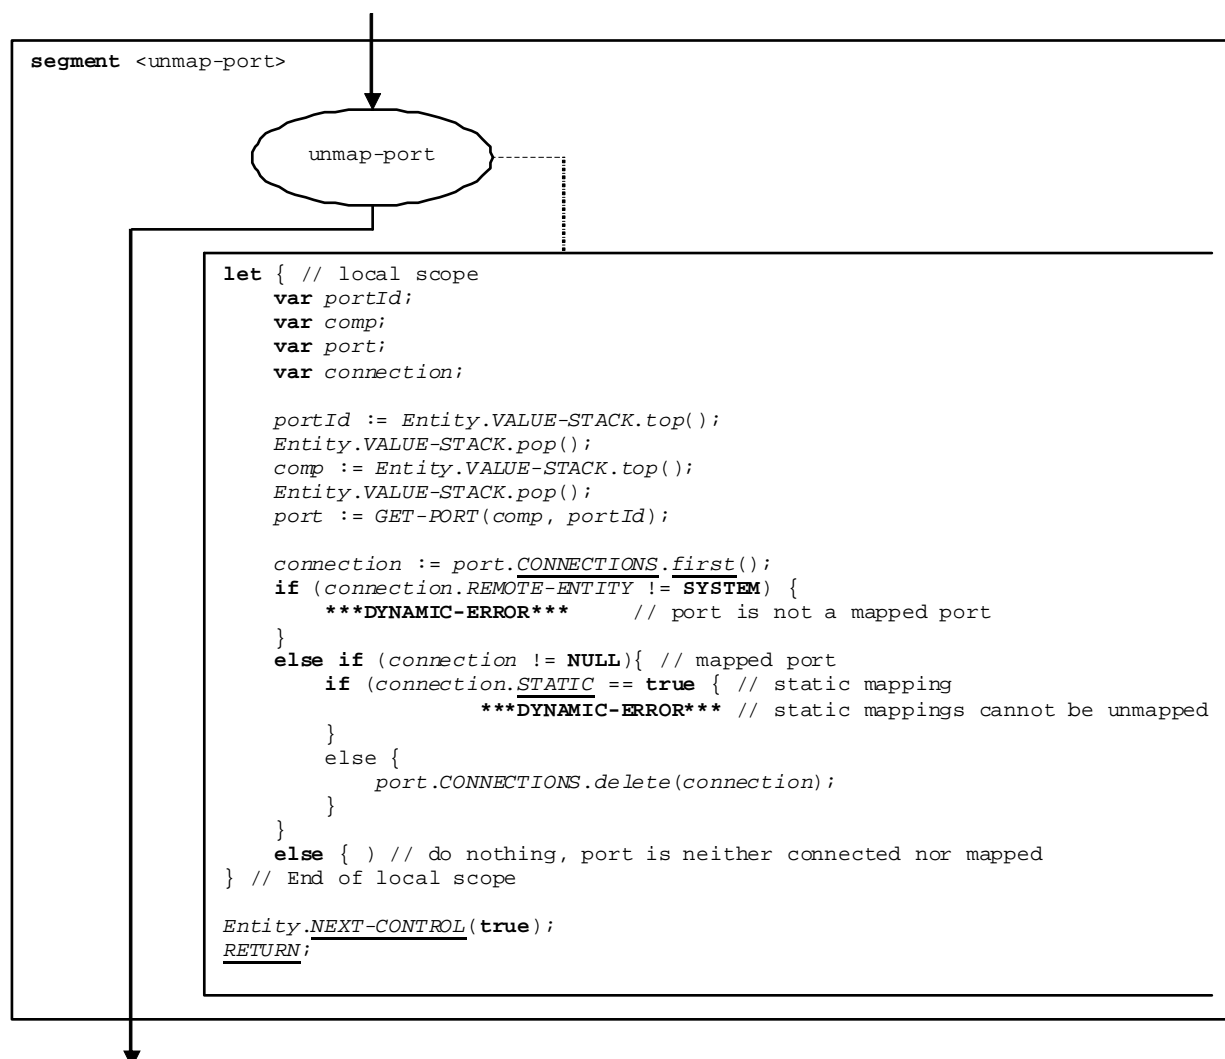 segment <unmap-port>
unmap-port
let { // local scope
var portId;
var comp;
var port;
var connection;
portId := Entity.VALUE-STACK.top();
Entity.VALUE-STACK.pop();
comp := Entity.VALUE-STACK.top();
Entity.VALUE-STACK.pop();
port := GET-PORT(comp, portId);
connection := port.CONNECTIONS.first();
if (connection.REMOTE-ENTITY != SYSTEM) {
***DYNAMIC-ERROR*** // port is not a mapped port
}
else if (connection != NULL){ // mapped port
if (connection.STATIC == true { // static mapping
***DYNAMIC-ERROR*** // static mappings cannot be unmapped
}
else {
port.CONNECTIONS.delete(connection);
}
}
else { ) // do nothing, port is neither connected nor mapped
} // End of local scope
Entity.NEXT-CONTROL(true);
RETURN;